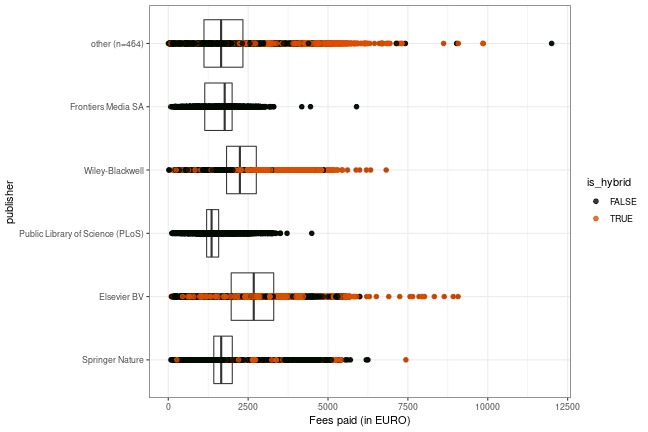 other (n=464)
Frontiers Media SA
Wiley-Blackwell
Public Library of Science (PLoS)
Elsevier BV
Springer Nature
publisher
0 2500 5000 7500 10000 12500
Fees paid (in EURO)
is_hybrid
FALSE
TRUE